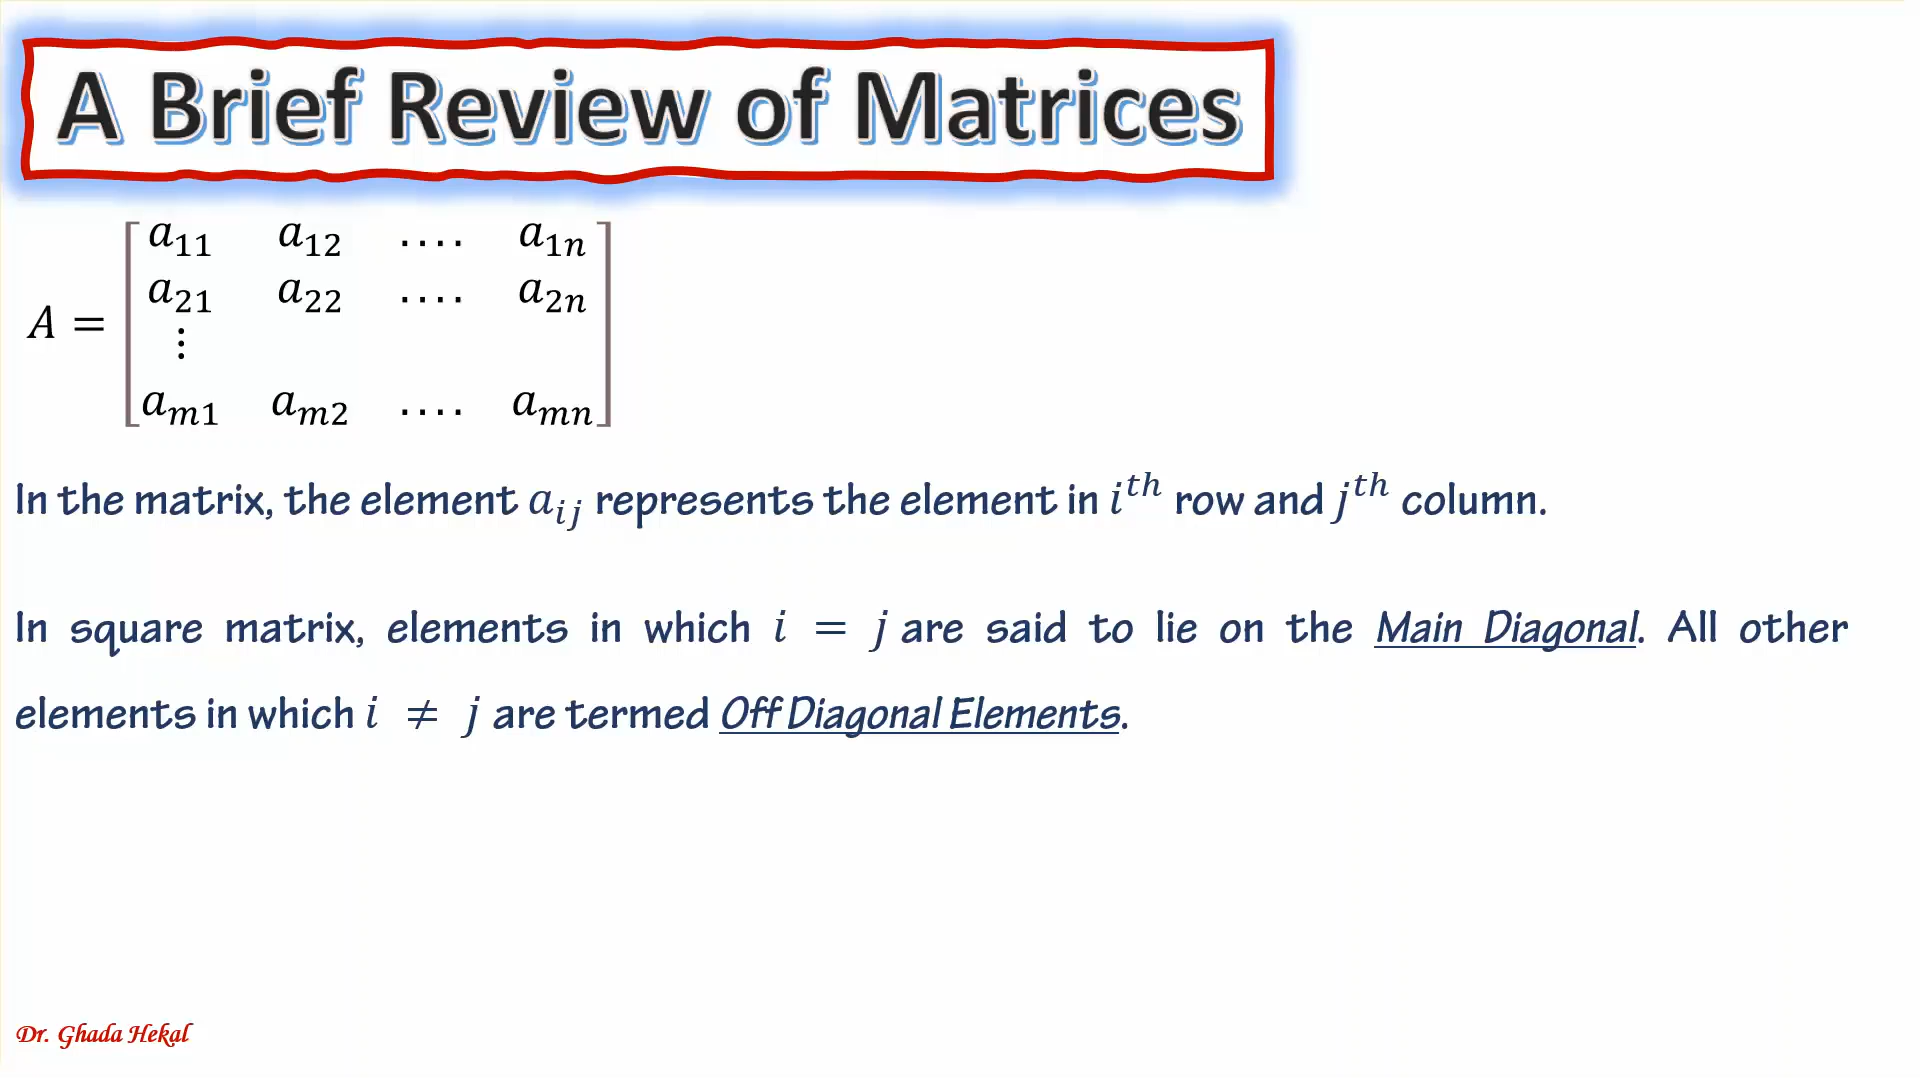 A Brief Review of Matrices
a₁₁ a₁₂ .... a₁ₙ
a₂₁ a₂₂ .... a₂ₙ
A =
⋮
aₘ₁ aₘ₂ .... aₘₙ
In the matrix, the element aᵢⱼ represents the element in iᵗʰ row and jᵗʰ column.
In square matrix, elements in which i = j are said to lie on the Main Diagonal. All other
elements in which i ≠ j are termed Off Diagonal Elements.
Dr. Ghada Hekal